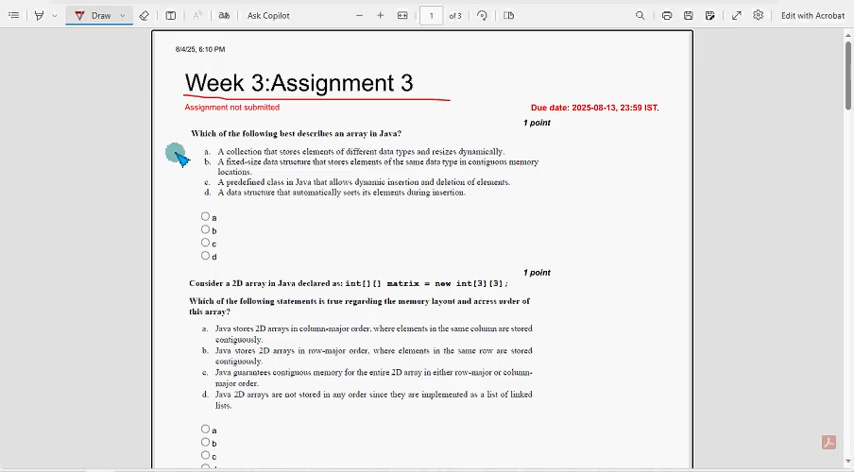 Draw
Ask Copilot
1 of 3
Edit with Acrobat
8/4/25, 6:10 PM
Week 3:Assignment 3
Assignment not submitted
Due date: 2025-08-13, 23:59 IST.
1 point
Which of the following best describes an array in Java?
a. A collection that stores elements of different data types and resizes dynamically.
b. A fixed-size data structure that stores elements of the same data type in contiguous memory
locations.
c. A predefined class in Java that allows dynamic insertion and deletion of elements.
d. A data structure that automatically sorts its elements during insertion.
a
b
c
d
1 point
Consider a 2D array in Java declared as: int[][] matrix = new int[3][3];
Which of the following statements is true regarding the memory layout and access order of
this array?
a. Java stores 2D arrays in column-major order, where elements in the same column are stored
contiguously.
b. Java stores 2D arrays in row-major order, where elements in the same row are stored
contiguously.
c. Java guarantees contiguous memory for the entire 2D array in either row-major or column-
major order.
d. Java 2D arrays are not stored in any order since they are implemented as a list of linked
lists.
a
b
c